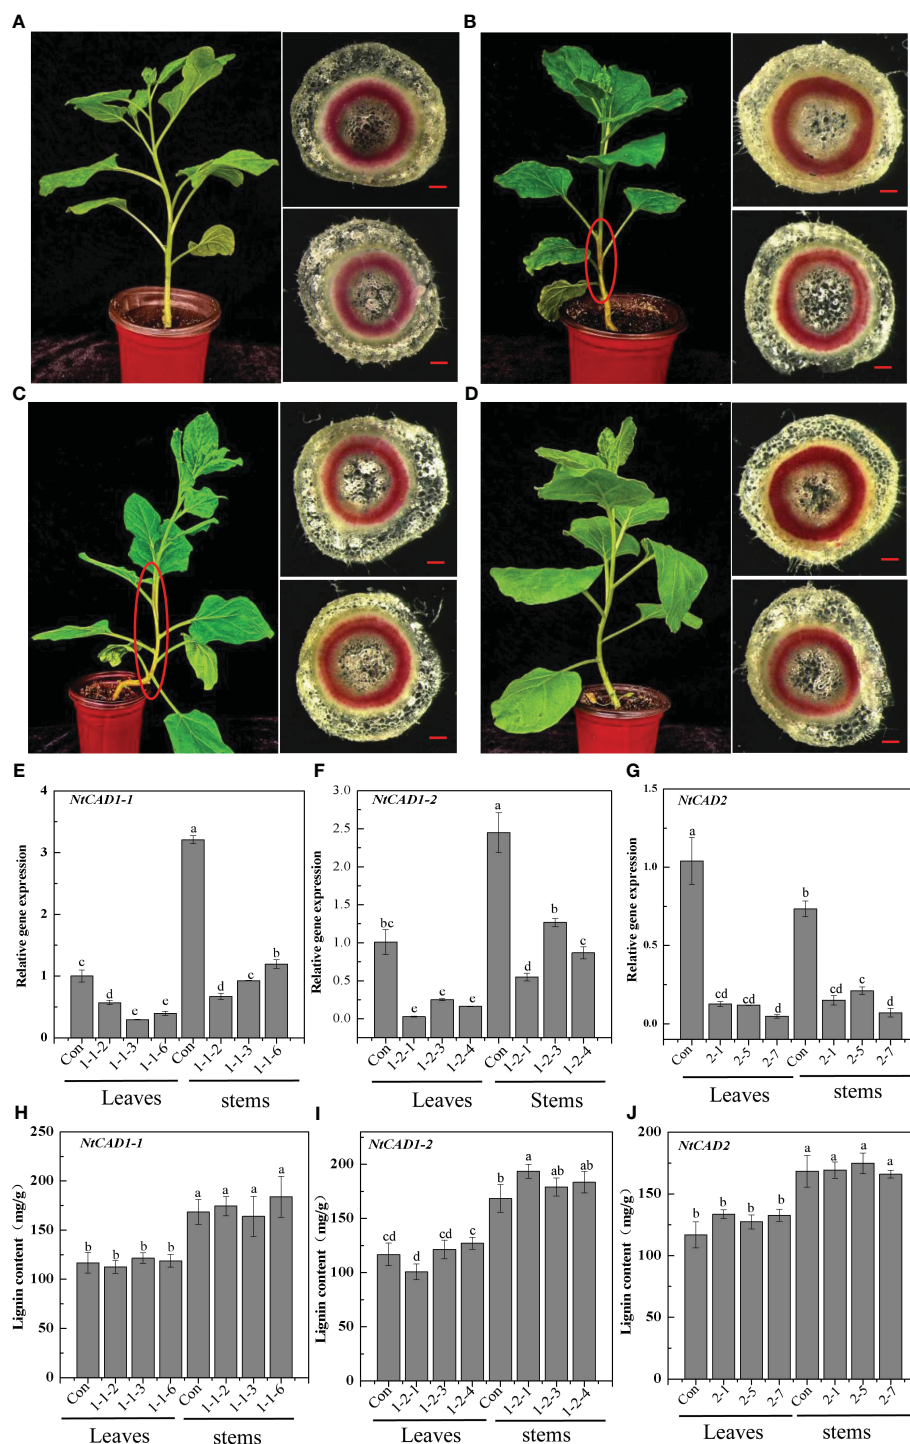 A
B
C
D
E
F
G
NtCAD1-1
NtCAD1-2
NtCAD2
Relative gene expression
4
3
2
1
0
c
d
e
e
a
d
c
b
Con
1-1-2
1-1-3
1-1-6
Con
1-1-2
1-1-3
1-1-6
Leaves
stems
Relative gene expression
3.0
2.5
2.0
1.5
1.0
0.5
0.0
bc
e
e
e
a
d
b
c
Con
1-2-1
1-2-3
1-2-4
Con
1-2-1
1-2-3
1-2-4
Leaves
Stems
Relative gene expression
1.5
1.0
0.5
0.0
a
cd
cd
d
b
cd
c
d
Con
2-1
2-5
2-7
Con
2-1
2-5
2-7
Leaves
stems
H
I
J
NtCAD1-1
NtCAD1-2
NtCAD2
Lignin content（mg/g）
250
200
150
100
50
0
b
b
b
b
a
a
a
a
Con
1-1-2
1-1-3
1-1-6
Con
1-1-2
1-1-3
1-1-6
Leaves
stems
Lignin content（mg/g）
200
150
100
50
0
cd
d
cd
c
b
a
ab
ab
Con
1-2-1
1-2-3
1-2-4
Con
1-2-1
1-2-3
1-2-4
Leaves
Stems
Lignin content（mg/g）
200
150
100
50
0
b
b
b
b
a
a
a
a
Con
2-1
2-5
2-7
Con
2-1
2-5
2-7
Leaves
stems